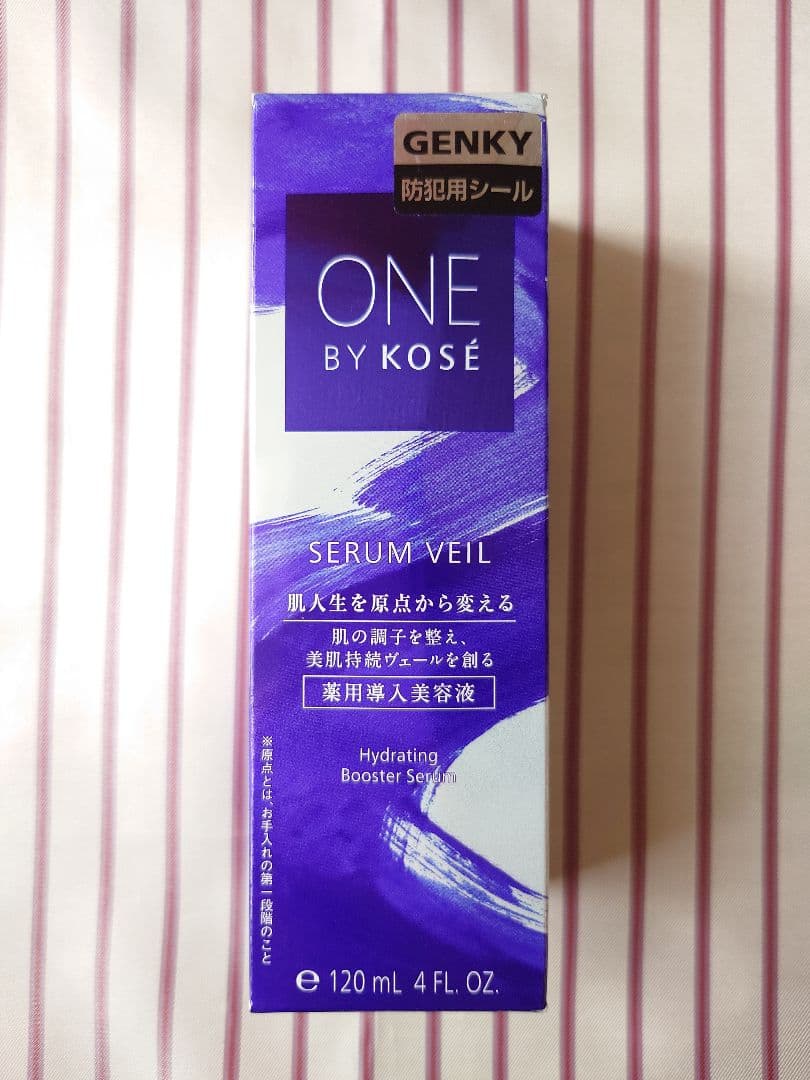 GENKY
防犯用シール
ONE
BY KOSÉ
SERUM VEIL
肌人生を原点から変える
肌の調子を整え、
美肌持続ヴェールを創る
薬用導入美容液
Hydrating
Booster Serum
※原点とは、お手入れの第一段階のこと
℮ 120 mL 4 FL. OZ.